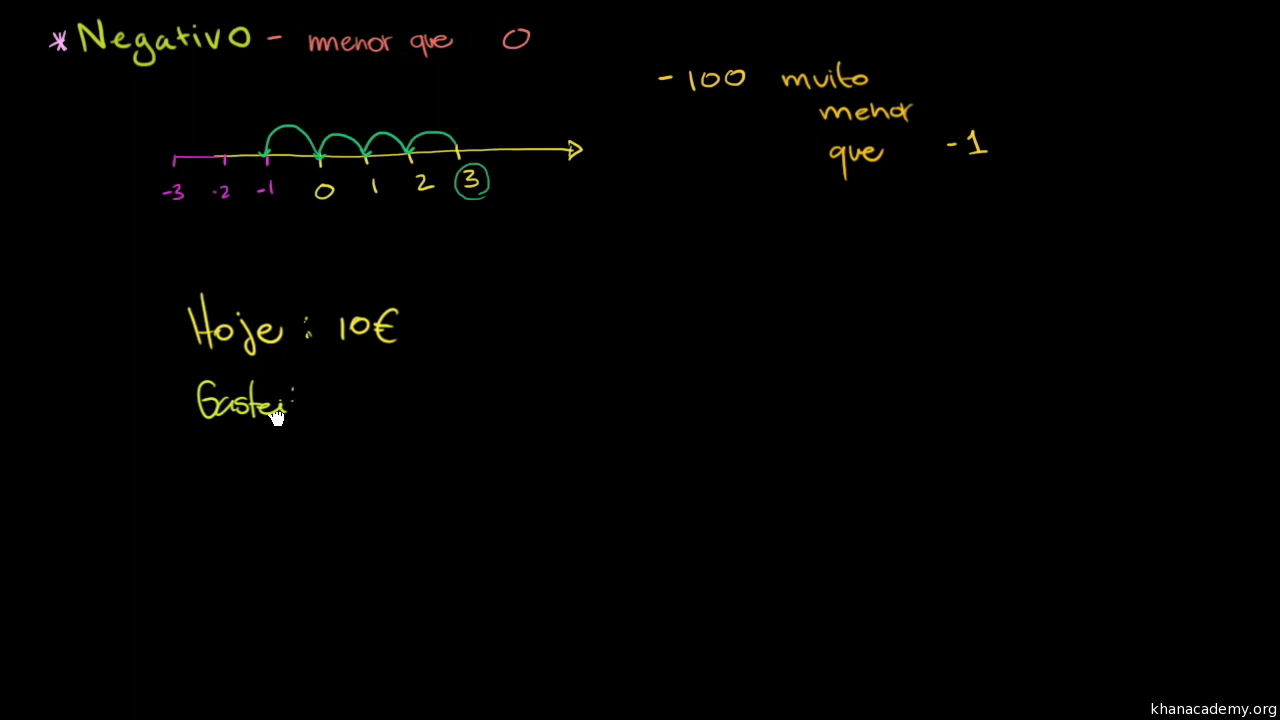 * Negativo - menor que 0
- 100 muito
menor
que -1
-3 -2 -1 0 1 2 3
Hoje : 10€
Gastei:
khanacademy.org